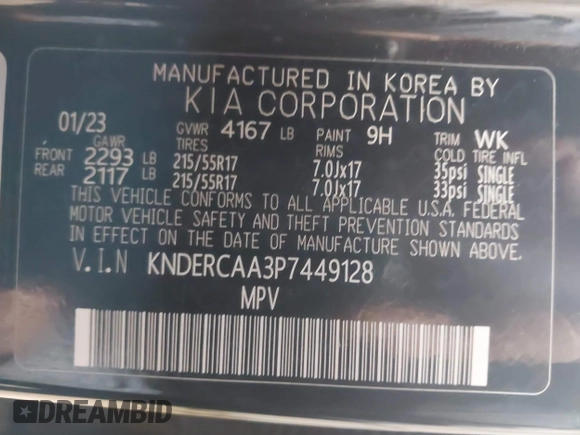 MANUFACTURED IN KOREA BY
KIA CORPORATION
01/23 GVWR 4167 LB PAINT 9H TRIM WK
GAWR TIRES RIMS COLD TIRE INFL
FRONT 2293 LB 215/55R17 7.0Jx17 35psi SINGLE
REAR 2117 LB 215/55R17 7.0Jx17 33psi SINGLE
THIS VEHICLE CONFORMS TO ALL APPLICABLE U.S.A. FEDERAL
MOTOR VEHICLE SAFETY AND THEFT PREVENTION STANDARDS
IN EFFECT ON THE DATE OF MANUFACTURE SHOWN ABOVE.
V.I.N KNDERCAA3P7449128
MPV
DREAMBID